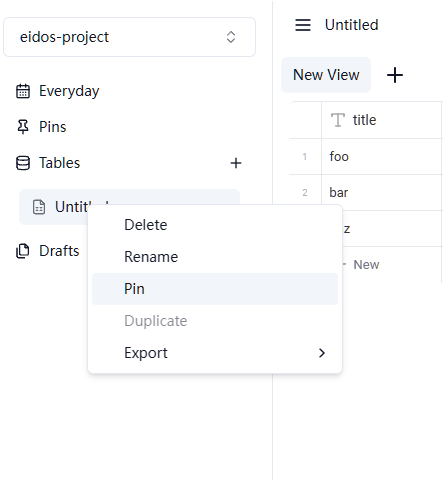 eidos-project
Untitled
Everyday
New View
Pins
title
Tables
1 foo
2 bar
Delete
z
Drafts
Rename
New
Pin
Duplicate
Export